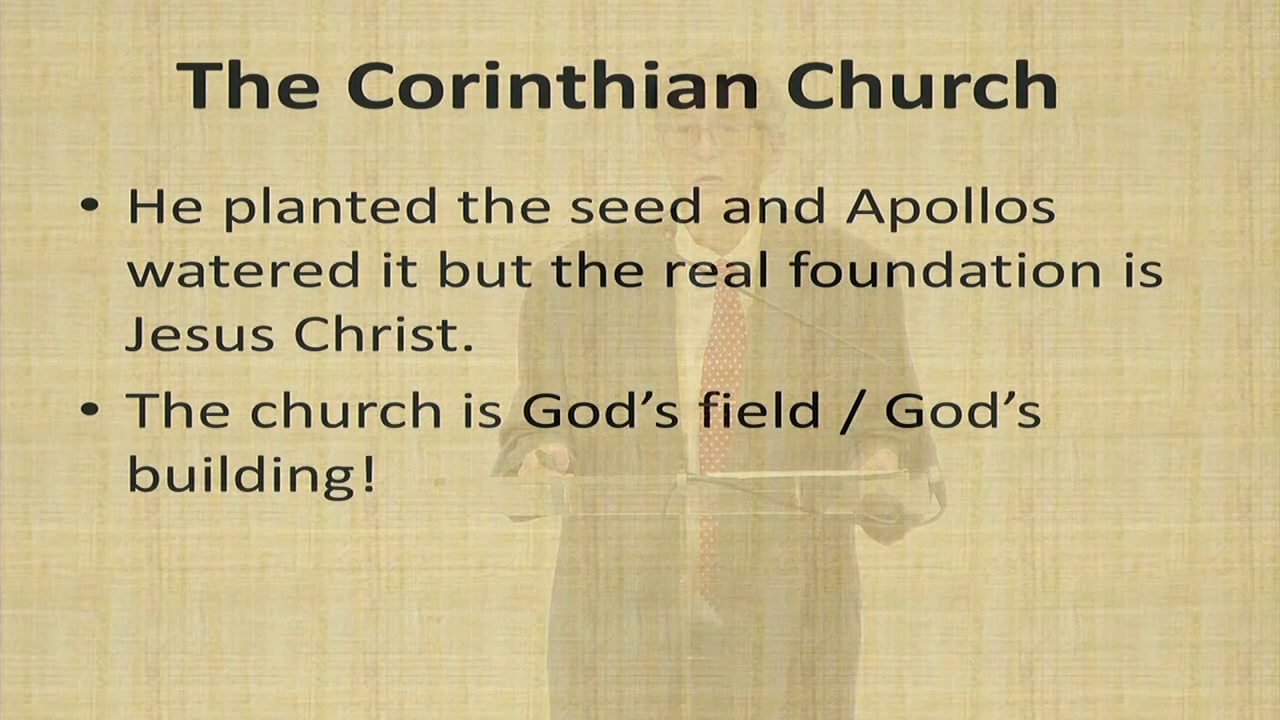 The Corinthian Church
• He planted the seed and Apollos
watered it but the real foundation is
Jesus Christ.
• The church is God’s field / God’s
building!